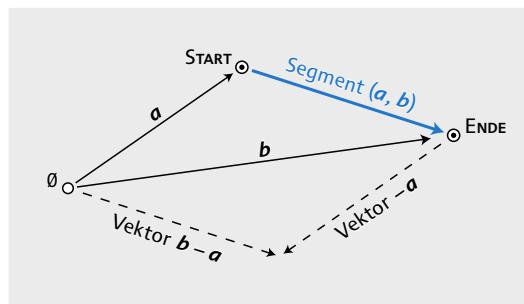 START
Segment (a, b)
a
ENDE
b
Ø
Vektor b – a
Vektor –a